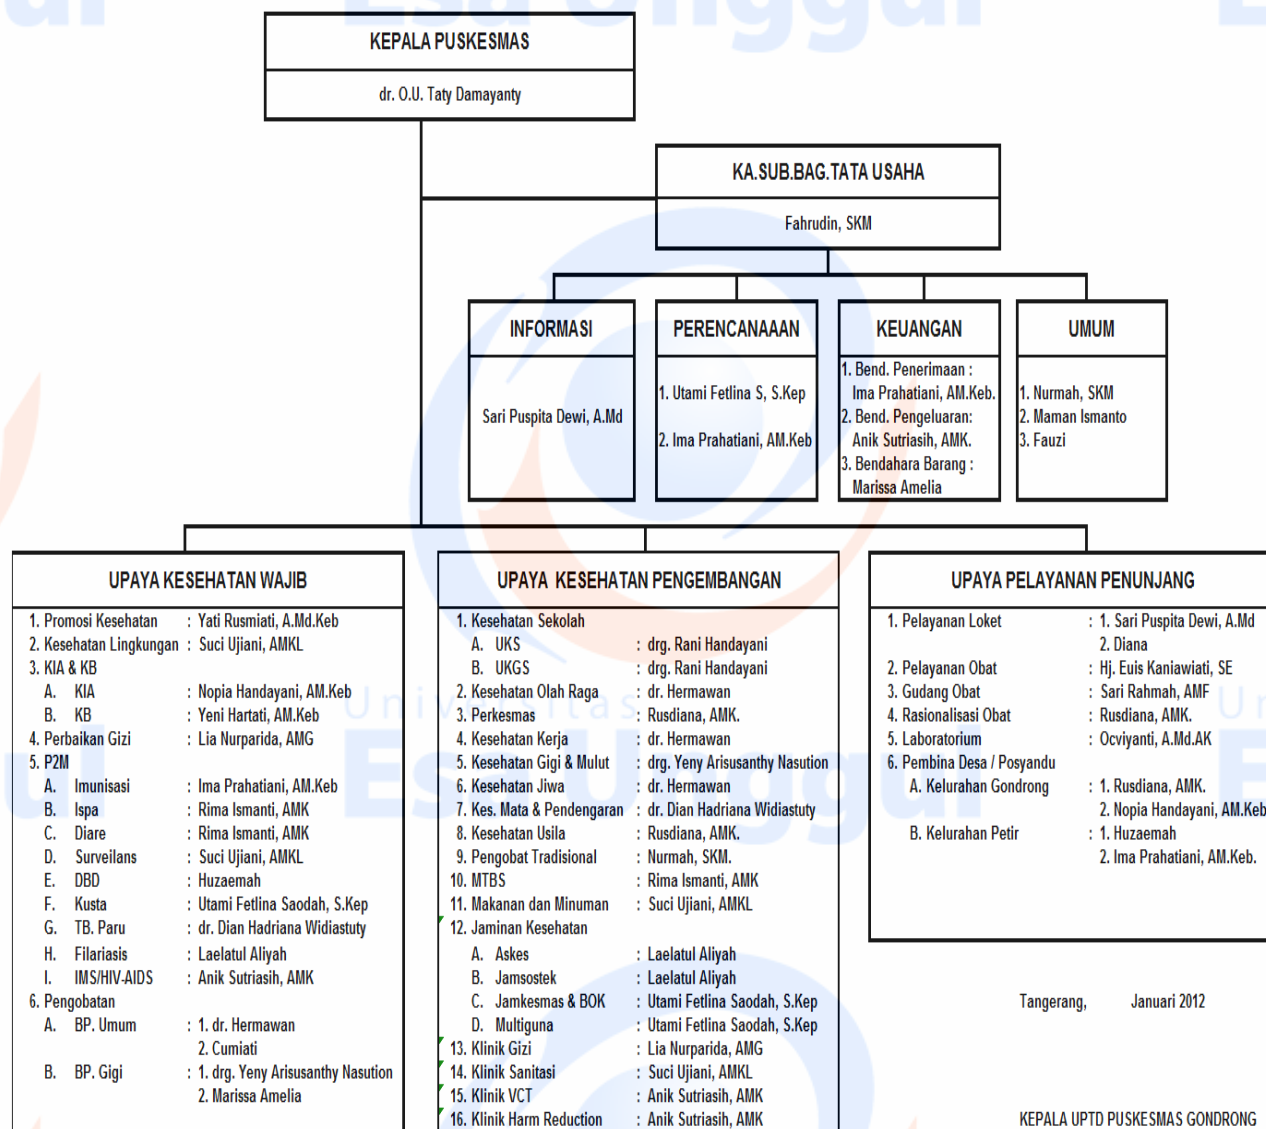 KEPALA PUSKESMAS
dr. O.U. Taty Damayanty
KA.SUB.BAG.TATA USAHA
Fahrudin, SKM
INFORMASI
Sari Puspita Dewi, A.Md
PERENCANAAAN
1. Utami Fetlina S, S.Kep
2. Ima Prahatiani, AM.Keb
KEUANGAN
1. Bend. Penerimaan :
Ima Prahatiani, AM.Keb.
2. Bend. Pengeluaran:
Anik Sutriasih, AMK.
3. Bendahara Barang :
Marissa Amelia
UMUM
1. Nurmah, SKM
2. Maman Ismanto
3. Fauzi
UPAYA KESEHATAN WAJIB
1. Promosi Kesehatan : Yati Rusmiati, A.Md.Keb
2. Kesehatan Lingkungan : Suci Ujiani, AMKL
3. KIA & KB
A. KIA : Nopia Handayani, AM.Keb
B. KB : Yeni Hartati, AM.Keb
4. Perbaikan Gizi : Lia Nurparida, AMG
5. P2M
A. Imunisasi : Ima Prahatiani, AM.Keb
B. Ispa : Rima Ismanti, AMK
C. Diare : Rima Ismanti, AMK
D. Surveilans : Suci Ujiani, AMKL
E. DBD : Huzaemah
F. Kusta : Utami Fetlina Saodah, S.Kep
G. TB. Paru : dr. Dian Hadriana Widiastuty
H. Filariasis : Laelatul Aliyah
I. IMS/HIV-AIDS : Anik Sutriasih, AMK
6. Pengobatan
A. BP. Umum : 1. dr. Hermawan
2. Cumiati
B. BP. Gigi : 1. drg. Yeny Arisusanthy Nasution
2. Marissa Amelia
UPAYA KESEHATAN PENGEMBANGAN
1. Kesehatan Sekolah
A. UKS : drg. Rani Handayani
B. UKGS : drg. Rani Handayani
2. Kesehatan Olah Raga : dr. Hermawan
3. Perkesmas : Rusdiana, AMK.
4. Kesehatan Kerja : dr. Hermawan
5. Kesehatan Gigi & Mulut : drg. Yeny Arisusanthy Nasution
6. Kesehatan Jiwa : dr. Hermawan
7. Kes. Mata & Pendengaran : dr. Dian Hadriana Widiastuty
8. Kesehatan Usila : Rusdiana, AMK.
9. Pengobat Tradisional : Nurmah, SKM.
10. MTBS : Rima Ismanti, AMK
11. Makanan dan Minuman : Suci Ujiani, AMKL
12. Jaminan Kesehatan
A. Askes : Laelatul Aliyah
B. Jamsostek : Laelatul Aliyah
C. Jamkesmas & BOK : Utami Fetlina Saodah, S.Kep
D. Multiguna : Utami Fetlina Saodah, S.Kep
13. Klinik Gizi : Lia Nurparida, AMG
14. Klinik Sanitasi : Suci Ujiani, AMKL
15. Klinik VCT : Anik Sutriasih, AMK
16. Klinik Harm Reduction : Anik Sutriasih, AMK
UPAYA PELAYANAN PENUNJANG
1. Pelayanan Loket : 1. Sari Puspita Dewi, A.Md
2. Diana
2. Pelayanan Obat : Hj. Euis Kaniawiati, SE
3. Gudang Obat : Sari Rahmah, AMF
4. Rasionalisasi Obat : Rusdiana, AMK.
5. Laboratorium : Ocviyanti, A.Md.AK
6. Pembina Desa / Posyandu
A. Kelurahan Gondrong : 1. Rusdiana, AMK.
2. Nopia Handayani, AM.Keb
B. Kelurahan Petir : 1. Huzaemah
2. Ima Prahatiani, AM.Keb.
Tangerang, Januari 2012
KEPALA UPTD PUSKESMAS GONDRONG
Esa Unggul
Universitas
Esa Unggul